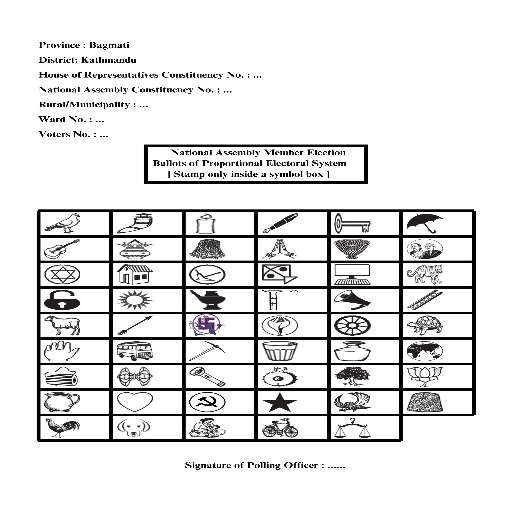 Province : Bagmati
District: Kathmandu
House of Representatives Constituency No. : ...
National Assembly Constituency No. : ...
Rural/Municipality : ...
Ward No. : ...
Voters No. : ...
National Assembly Member Election
Ballots of Proportional Electoral System
[ Stamp only inside a symbol box ]
Signature of Polling Officer : ......